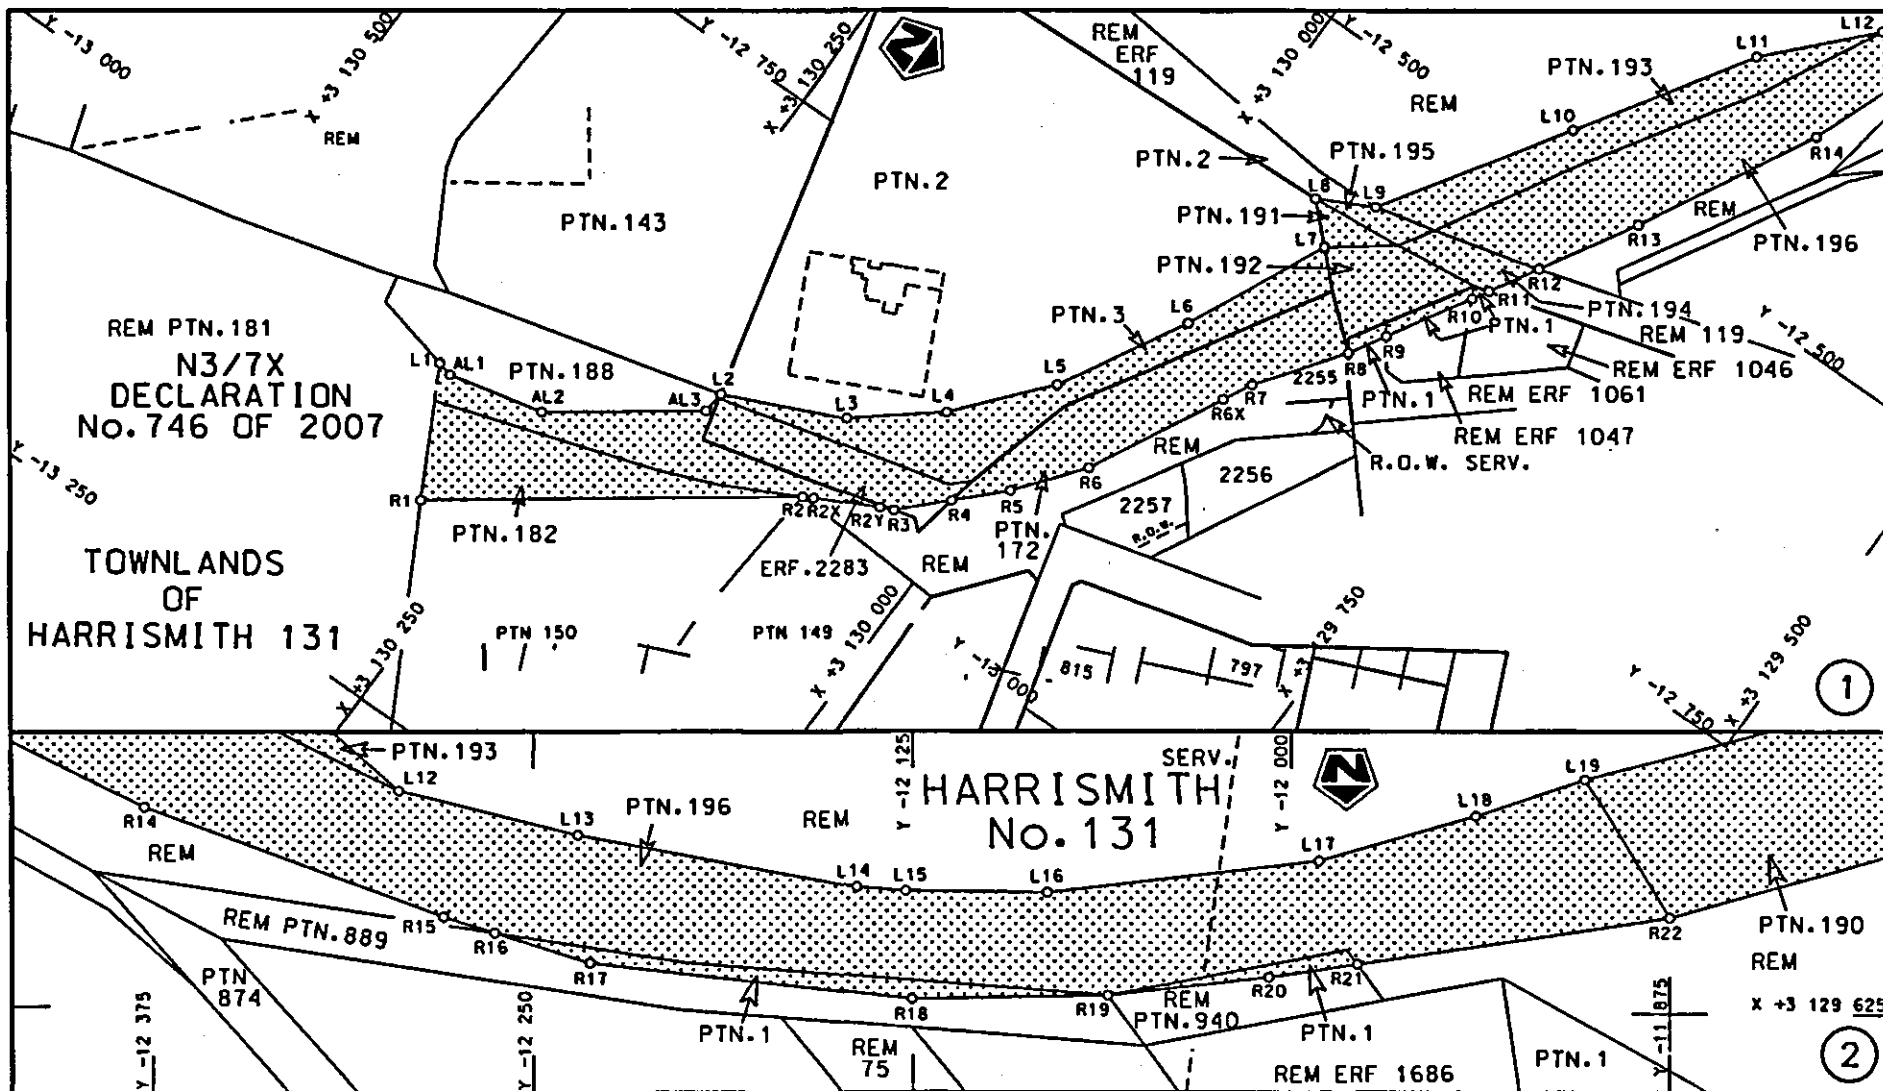 Y -13 000
X +3 130 500
REM
Y -12 750
X +3 130 250
N
REM
ERF
119
X +3 130 000
Y -12 500
REM
PTN.193
L11
L12
L10
PTN.2
PTN.195
PTN.2
L8
L9
R14
PTN.143
PTN.191
REM
L7
R13
PTN.196
PTN.192
R12
R11
PTN.3
L6
R10
PTN.194
PTN.1
REM 119
Y -12 500
REM PTN.181
N3/7X
DECLARATION
No.746 OF 2007
L1
AL1
PTN.188
AL2
AL3
L2
L3
L4
L5
R9
R8
2255
R7
R6X
REM ERF 1046
REM ERF 1061
PTN.1
REM ERF 1047
R.O.W. SERV.
REM
2256
2257
R.O.W.
Y -13 250
R1
R2
R2X
R2Y
R3
R4
R5
R6
PTN.182
PTN.
172
ERF.2283
REM
TOWNLANDS
OF
HARRISMITH 131
X +3 130 250
PTN 150
PTN 149
X +3 130 000
Y -13 000
815
797
X +3 129 750
Y -12 750
X +3 129 500
1
PTN.193
L12
R14
REM
L13
PTN.196
REM
Y -12 125
SERV.
HARRISMITH
No.131
Y -12 000
N
L19
L18
L17
L14
L15
L16
REM PTN.889
R15
R16
R17
PTN
874
R18
R19
R20
R21
R22
PTN.190
REM
REM
PTN.940
PTN.1
PTN.1
X +3 129 625
Y -12 375
Y -12 250
REM
75
REM ERF 1686
PTN.1
Y -11 875
2